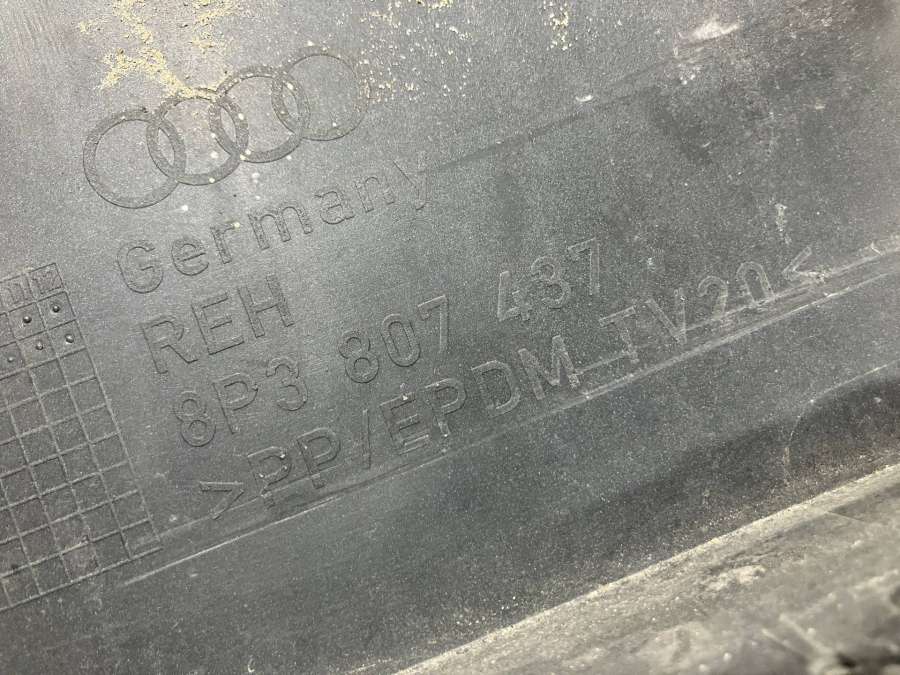 Germany
REH
8P3 807 437
>PP/EPDM TV20<